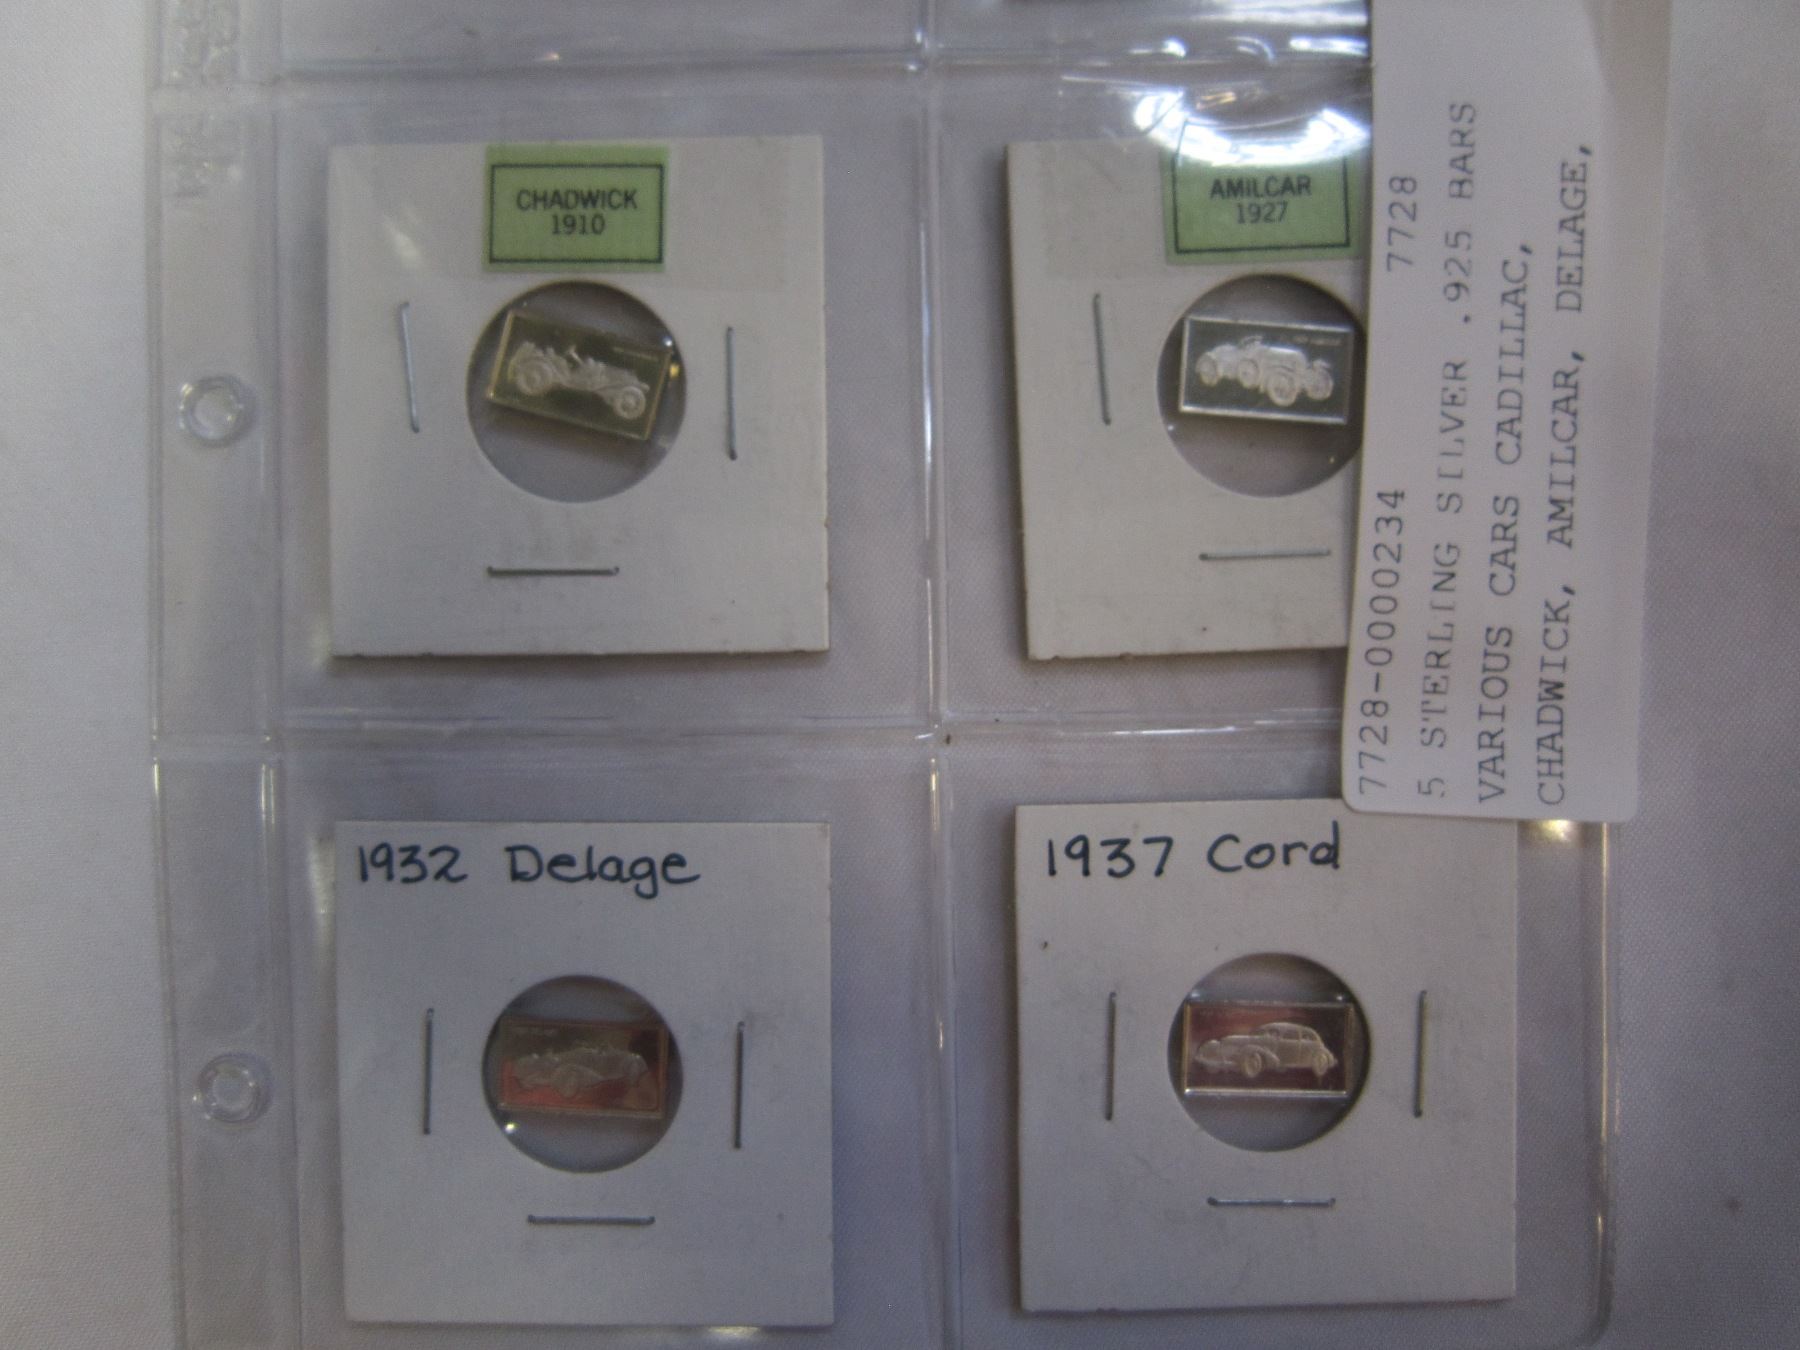 CHADWICK
1910
AMILCAR
1927
7728-0000234 7728
5 STERLING SILVER .925 BARS
VARIOUS CARS CADILLAC,
CHADWICK, AMILCAR, DELAGE,
1932 Delage
1937 Cord